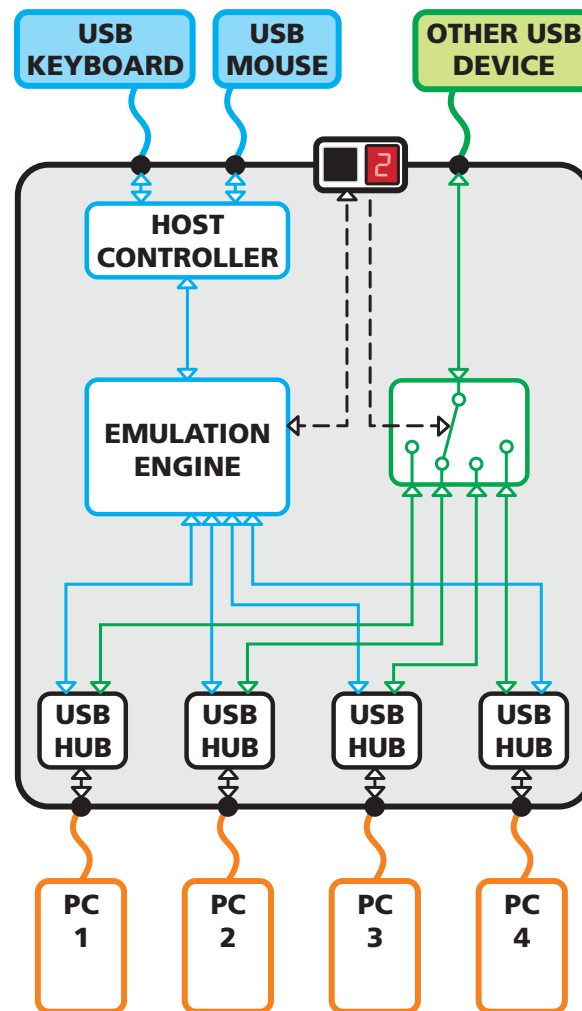 USB
KEYBOARD
USB
MOUSE
OTHER USB
DEVICE
2
HOST
CONTROLLER
EMULATION
ENGINE
USB
HUB
USB
HUB
USB
HUB
USB
HUB
PC
1
PC
2
PC
3
PC
4